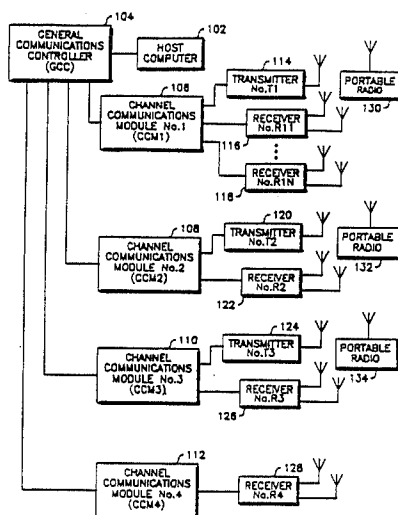 104
GENERAL
COMMUNICATIONS
CONTROLLER
(GCC)
102
HOST
COMPUTER
106
CHANNEL
COMMUNICATIONS
MODULE No.1
(CCM1)
114
TRANSMITTER
No.T1
PORTABLE
RADIO
130
RECEIVER
No.R11
116
RECEIVER
No.R1N
118
108
CHANNEL
COMMUNICATIONS
MODULE No.2
(CCM2)
120
TRANSMITTER
No.T2
PORTABLE
RADIO
132
RECEIVER
No.R2
122
110
CHANNEL
COMMUNICATIONS
MODULE No.3
(CCM3)
124
TRANSMITTER
No.T3
PORTABLE
RADIO
134
RECEIVER
No.R3
126
112
CHANNEL
COMMUNICATIONS
MODULE No.4
(CCM4)
128
RECEIVER
No.R4